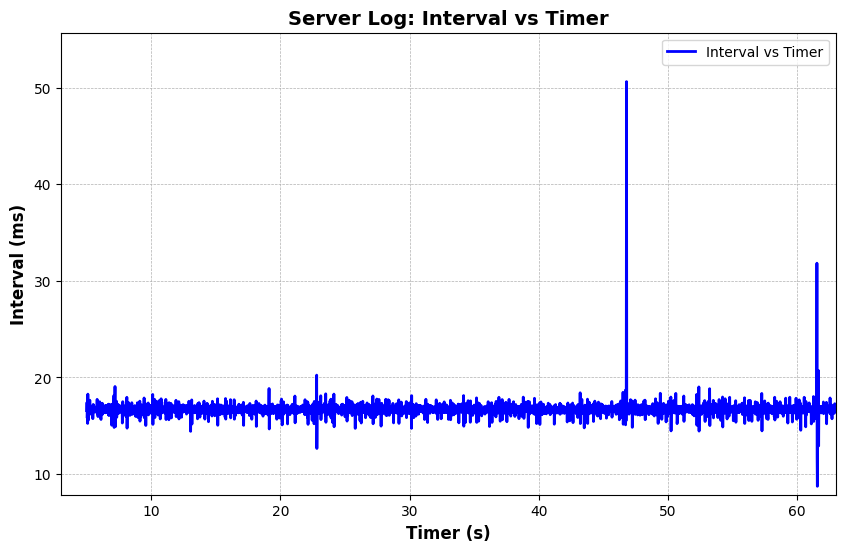 Server Log: Interval vs Timer
Interval vs Timer
50
40
30
20
10
Interval (ms)
10 20 30 40 50 60
Timer (s)